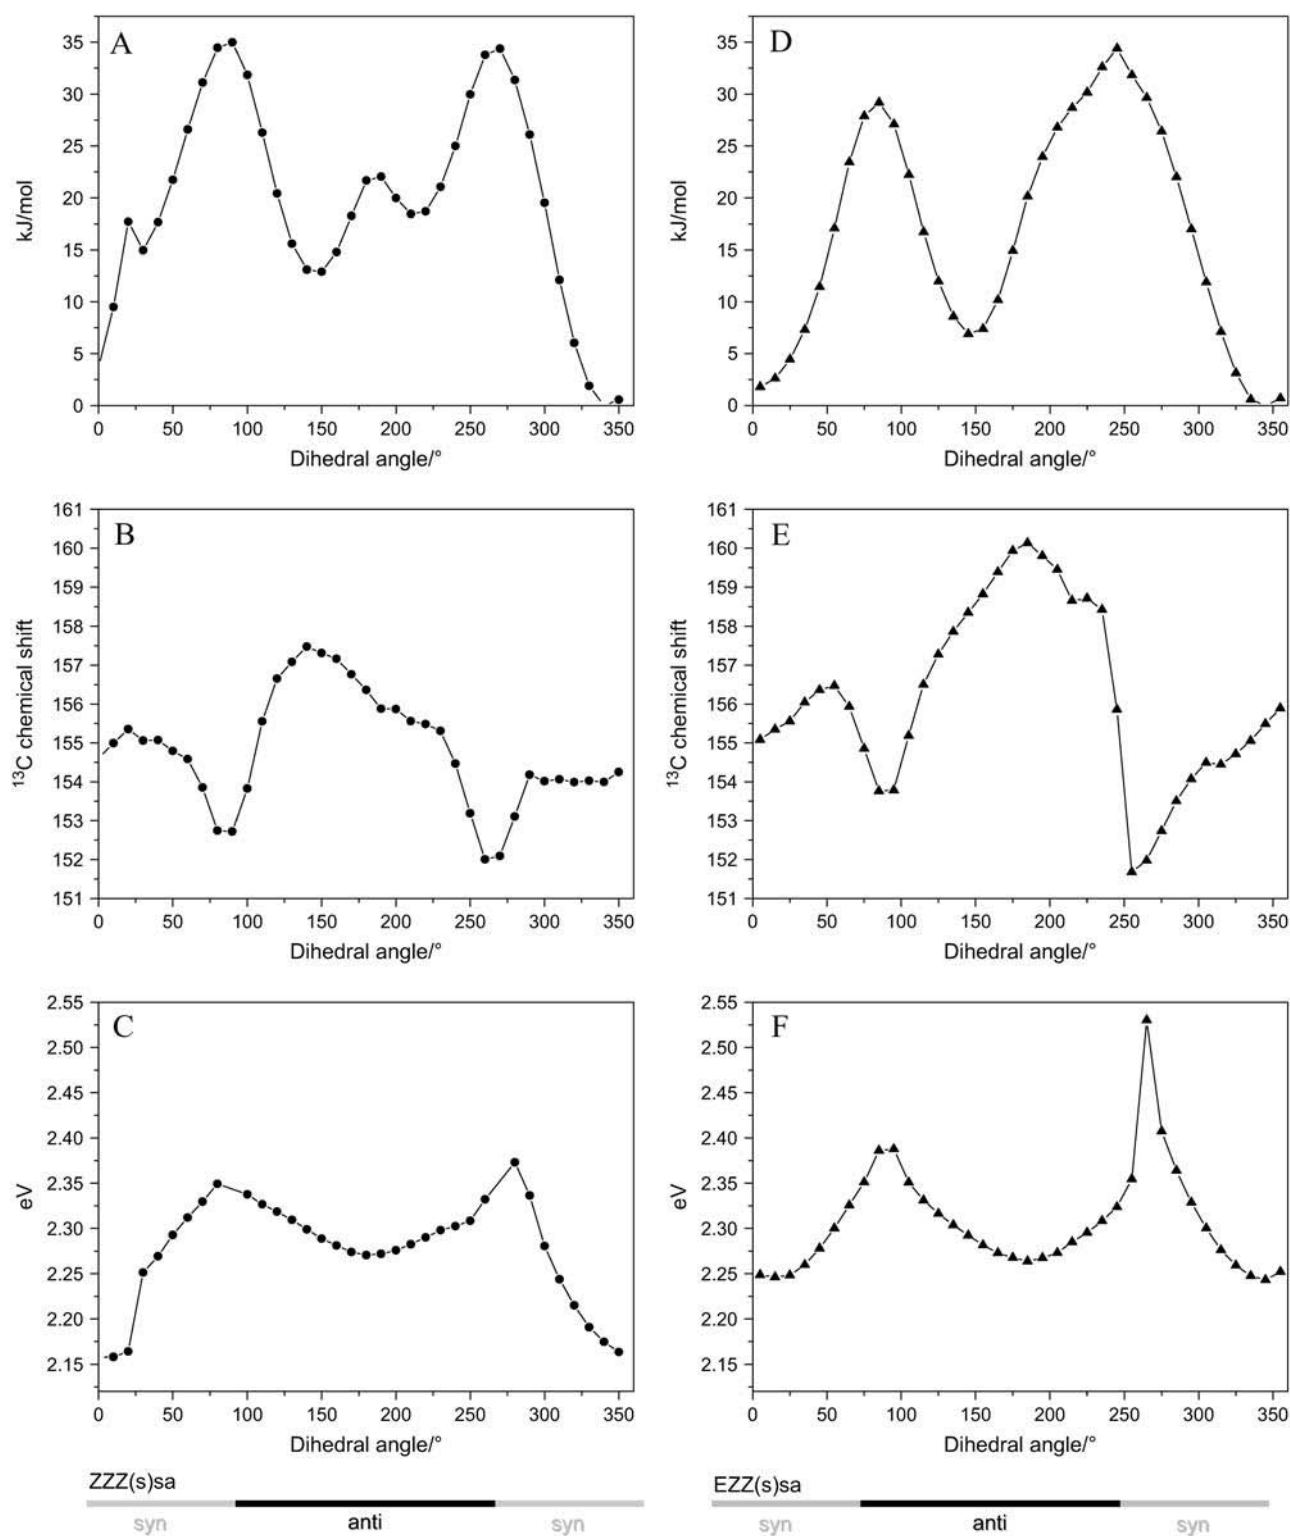 A
35
30
25
20
15
10
5
0
kJ/mol
0 50 100 150 200 250 300 350
Dihedral angle/°
D
35
30
25
20
15
10
5
0
kJ/mol
0 50 100 150 200 250 300 350
Dihedral angle/°
B
161
160
159
158
157
156
155
154
153
152
151
¹³C chemical shift
0 50 100 150 200 250 300 350
Dihedral angle/°
E
161
160
159
158
157
156
155
154
153
152
151
¹³C chemical shift
0 50 100 150 200 250 300 350
Dihedral angle/°
C
2.55
2.50
2.45
2.40
2.35
2.30
2.25
2.20
2.15
eV
0 50 100 150 200 250 300 350
Dihedral angle/°
F
2.55
2.50
2.45
2.40
2.35
2.30
2.25
2.20
2.15
eV
0 50 100 150 200 250 300 350
Dihedral angle/°
ZZZ(s)sa
syn anti syn
EZZ(s)sa
syn anti syn